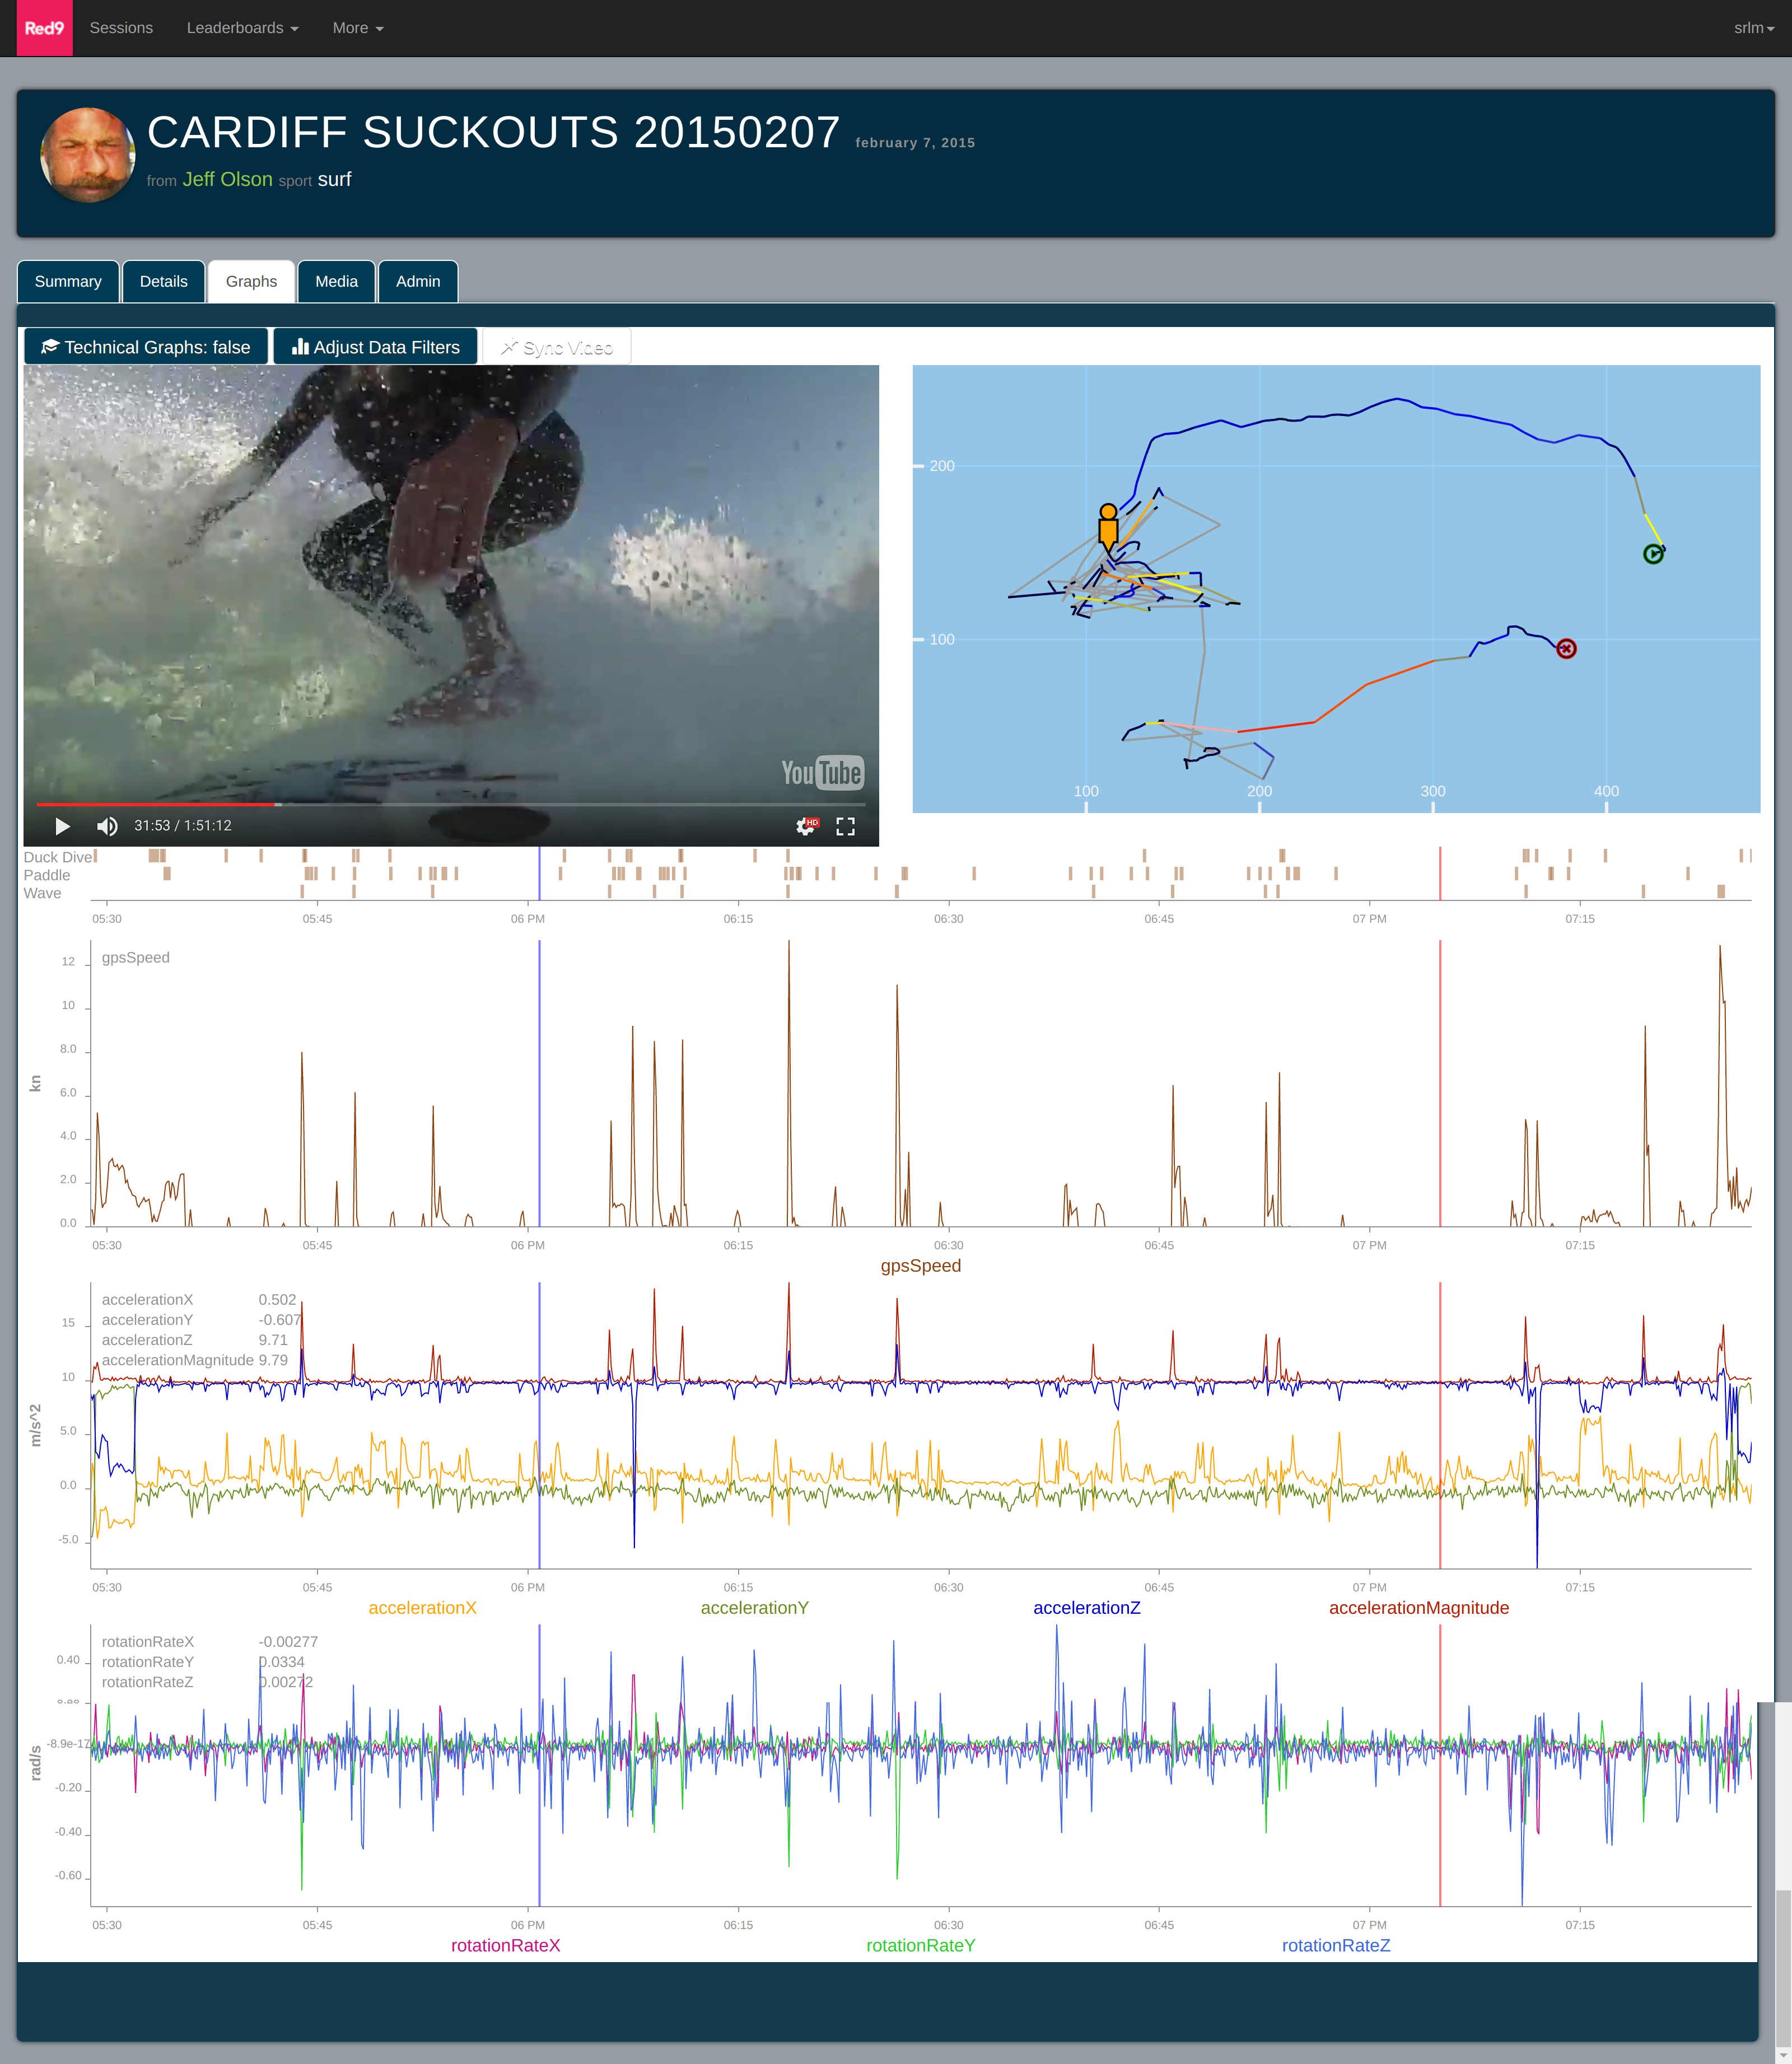 Red9 Sessions Leaderboards More srlm
CARDIFF SUCKOUTS 20150207 february 7, 2015
from Jeff Olson sport surf
Summary Details Graphs Media Admin
Technical Graphs: false Adjust Data Filters Sync Video
200
100
100 200 300 400
YouTube
31:53 / 1:51:12 HD
Duck Dive
Paddle
Wave
05:30 05:45 06 PM 06:15 06:30 06:45 07 PM 07:15
gpsSpeed
12
10
8.0
6.0
4.0
2.0
0.0
kn
05:30 05:45 06 PM 06:15 06:30 06:45 07 PM 07:15
gpsSpeed
accelerationX 0.502
accelerationY -0.607
accelerationZ 9.71
accelerationMagnitude 9.79
15
10
5.0
0.0
-5.0
m/s^2
05:30 05:45 06 PM 06:15 06:30 06:45 07 PM 07:15
accelerationX accelerationY accelerationZ accelerationMagnitude
rotationRateX -0.00277
rotationRateY 0.0334
rotationRateZ 0.00272
0.40
-8.9e-17
-0.20
-0.40
-0.60
rad/s
05:30 05:45 06 PM 06:15 06:30 06:45 07 PM 07:15
rotationRateX rotationRateY rotationRateZ